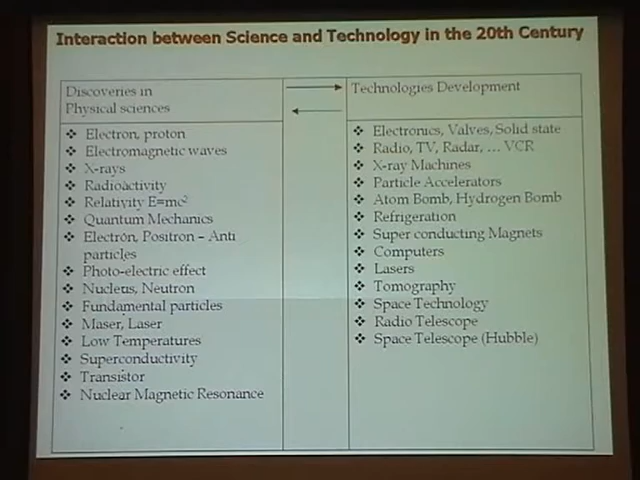 Interaction between Science and Technology in the 20th Century
Discoveries in
Physical sciences
❖ Electron, proton
❖ Electromagnetic waves
❖ X-rays
❖ Radioactivity
❖ Relativity E=mc²
❖ Quantum Mechanics
❖ Electron, Positron – Anti
particles
❖ Photo-electric effect
❖ Nucleus, Neutron
❖ Fundamental particles
❖ Maser, Laser
❖ Low Temperatures
❖ Superconductivity
❖ Transistor
❖ Nuclear Magnetic Resonance
Technologies Development
❖ Electronics, Valves, Solid state
❖ Radio, TV, Radar, … VCR
❖ X-ray Machines
❖ Particle Accelerators
❖ Atom Bomb, Hydrogen Bomb
❖ Refrigeration
❖ Super conducting Magnets
❖ Computers
❖ Lasers
❖ Tomography
❖ Space Technology
❖ Radio Telescope
❖ Space Telescope (Hubble)